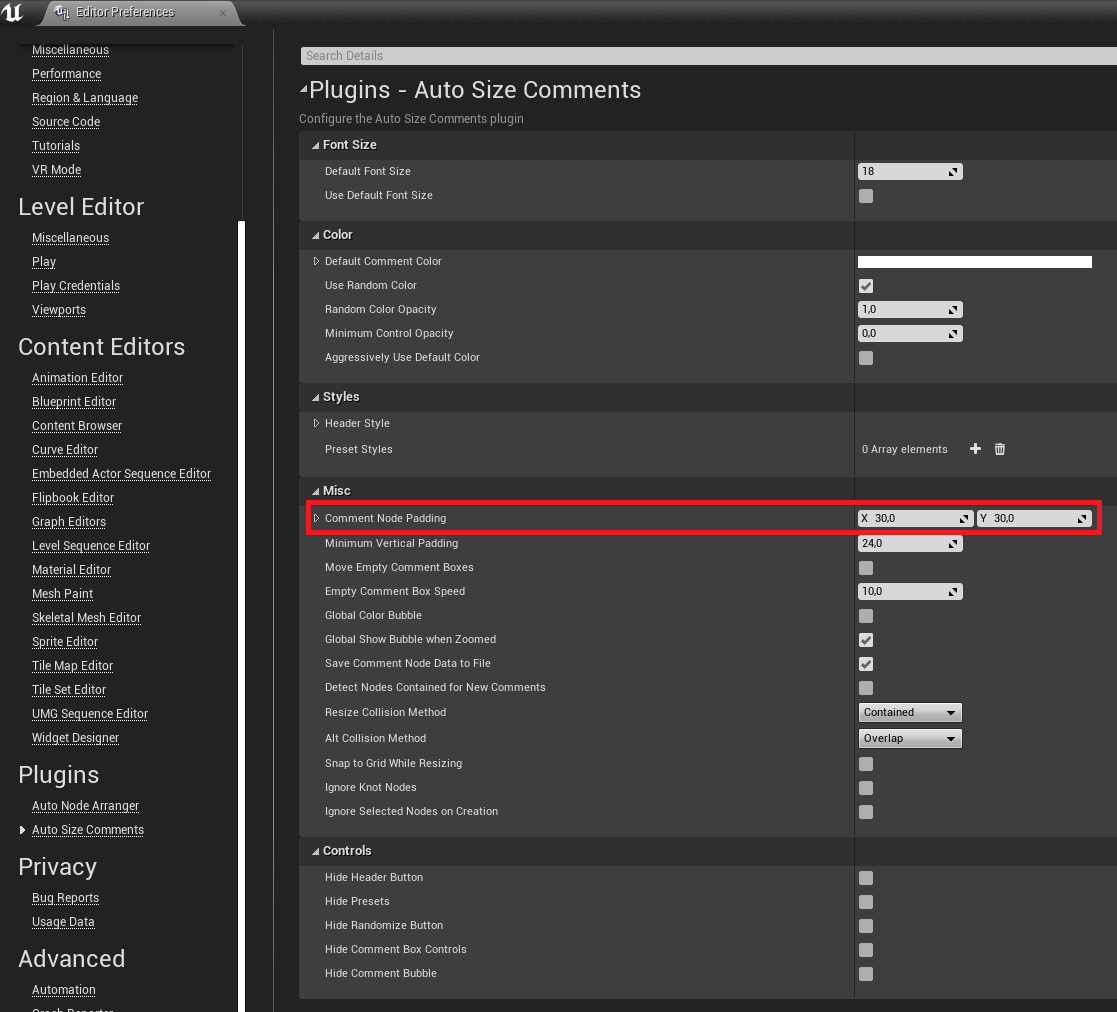 Editor Preferences
Miscellaneous
Performance
Region & Language
Source Code
Tutorials
VR Mode
Level Editor
Miscellaneous
Play
Play Credentials
Viewports
Content Editors
Animation Editor
Blueprint Editor
Content Browser
Curve Editor
Embedded Actor Sequence Editor
Flipbook Editor
Graph Editors
Level Sequence Editor
Material Editor
Mesh Paint
Skeletal Mesh Editor
Sprite Editor
Tile Map Editor
Tile Set Editor
UMG Sequence Editor
Widget Designer
Plugins
Auto Node Arranger
Auto Size Comments
Privacy
Bug Reports
Usage Data
Advanced
Automation
Crash Reporter
Search Details
Plugins - Auto Size Comments
Configure the Auto Size Comments plugin
Font Size
Default Font Size 18
Use Default Font Size
Color
Default Comment Color
Use Random Color
Random Color Opacity 1,0
Minimum Control Opacity 0,0
Aggressively Use Default Color
Styles
Header Style
Preset Styles 0 Array elements
Misc
Comment Node Padding X 30,0 Y 30,0
Minimum Vertical Padding 24,0
Move Empty Comment Boxes
Empty Comment Box Speed 10,0
Global Color Bubble
Global Show Bubble when Zoomed
Save Comment Node Data to File
Detect Nodes Contained for New Comments
Resize Collision Method Contained
Alt Collision Method Overlap
Snap to Grid While Resizing
Ignore Knot Nodes
Ignore Selected Nodes on Creation
Controls
Hide Header Button
Hide Presets
Hide Randomize Button
Hide Comment Box Controls
Hide Comment Bubble